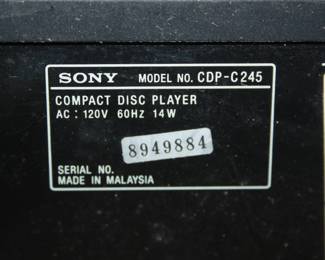 SONY MODEL NO. CDP-C245
COMPACT DISC PLAYER
AC : 120V 60Hz 14W
8949884
SERIAL NO.
MADE IN MALAYSIA